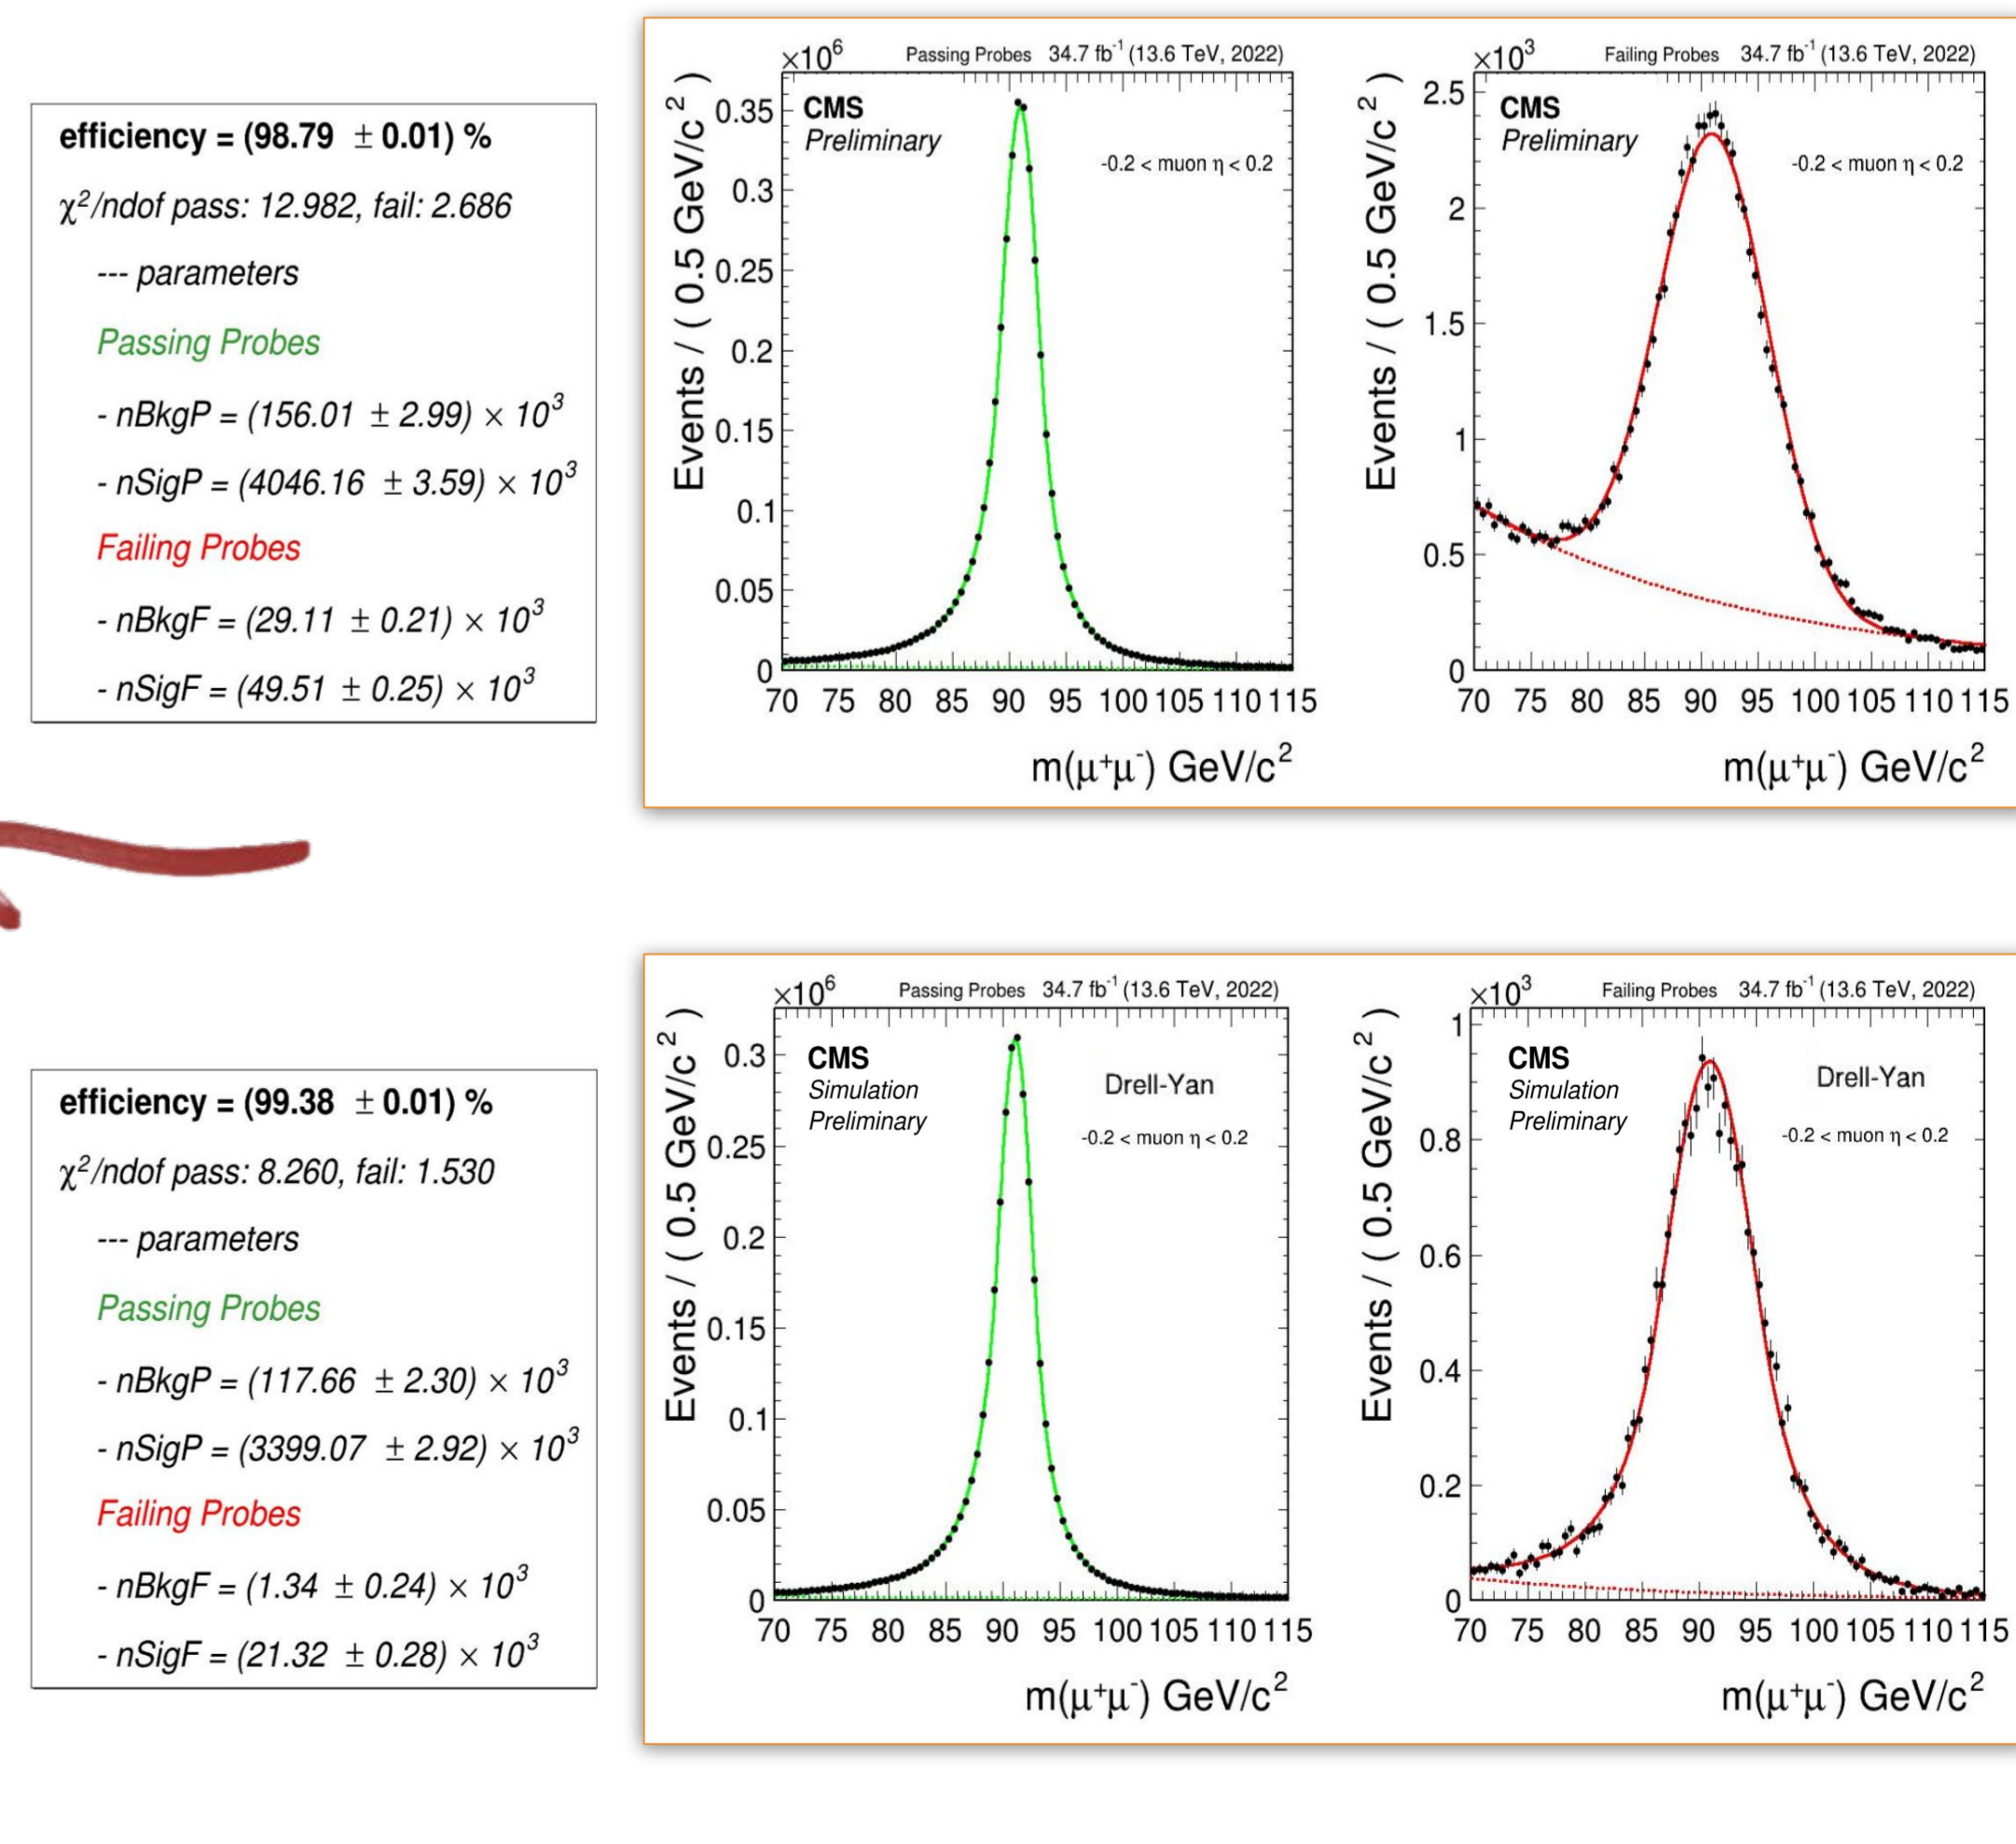 efficiency = (98.79 ± 0.01) %
χ²/ndof pass: 12.982, fail: 2.686
--- parameters
Passing Probes
- nBkgP = (156.01 ± 2.99) × 10³
- nSigP = (4046.16 ± 3.59) × 10³
Failing Probes
- nBkgF = (29.11 ± 0.21) × 10³
- nSigF = (49.51 ± 0.25) × 10³
×10⁶ Passing Probes 34.7 fb⁻¹ (13.6 TeV, 2022)
CMS
Preliminary
-0.2 < muon η < 0.2
Events / ( 0.5 GeV/c² )
0.35
0.3
0.25
0.2
0.15
0.1
0.05
0
70 75 80 85 90 95 100 105 110 115
m(μ⁺μ⁻) GeV/c²
×10³ Failing Probes 34.7 fb⁻¹ (13.6 TeV, 2022)
CMS
Preliminary
-0.2 < muon η < 0.2
Events / ( 0.5 GeV/c² )
2.5
2
1.5
1
0.5
0
70 75 80 85 90 95 100 105 110 115
m(μ⁺μ⁻) GeV/c²
efficiency = (99.38 ± 0.01) %
χ²/ndof pass: 8.260, fail: 1.530
--- parameters
Passing Probes
- nBkgP = (117.66 ± 2.30) × 10³
- nSigP = (3399.07 ± 2.92) × 10³
Failing Probes
- nBkgF = (1.34 ± 0.24) × 10³
- nSigF = (21.32 ± 0.28) × 10³
×10⁶ Passing Probes 34.7 fb⁻¹ (13.6 TeV, 2022)
CMS
Simulation
Preliminary
Drell-Yan
-0.2 < muon η < 0.2
Events / ( 0.5 GeV/c² )
0.3
0.25
0.2
0.15
0.1
0.05
0
70 75 80 85 90 95 100 105 110 115
m(μ⁺μ⁻) GeV/c²
×10³ Failing Probes 34.7 fb⁻¹ (13.6 TeV, 2022)
CMS
Simulation
Preliminary
Drell-Yan
-0.2 < muon η < 0.2
Events / ( 0.5 GeV/c² )
1
0.8
0.6
0.4
0.2
0
70 75 80 85 90 95 100 105 110 115
m(μ⁺μ⁻) GeV/c²